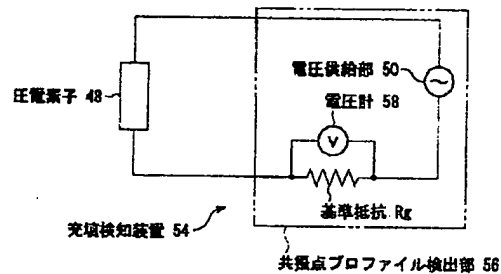 電圧供給部 50
圧電素子 48
電圧計 58
V
基準抵抗 Rg
充填検知装置 54
共振点プロファイル検出部 56